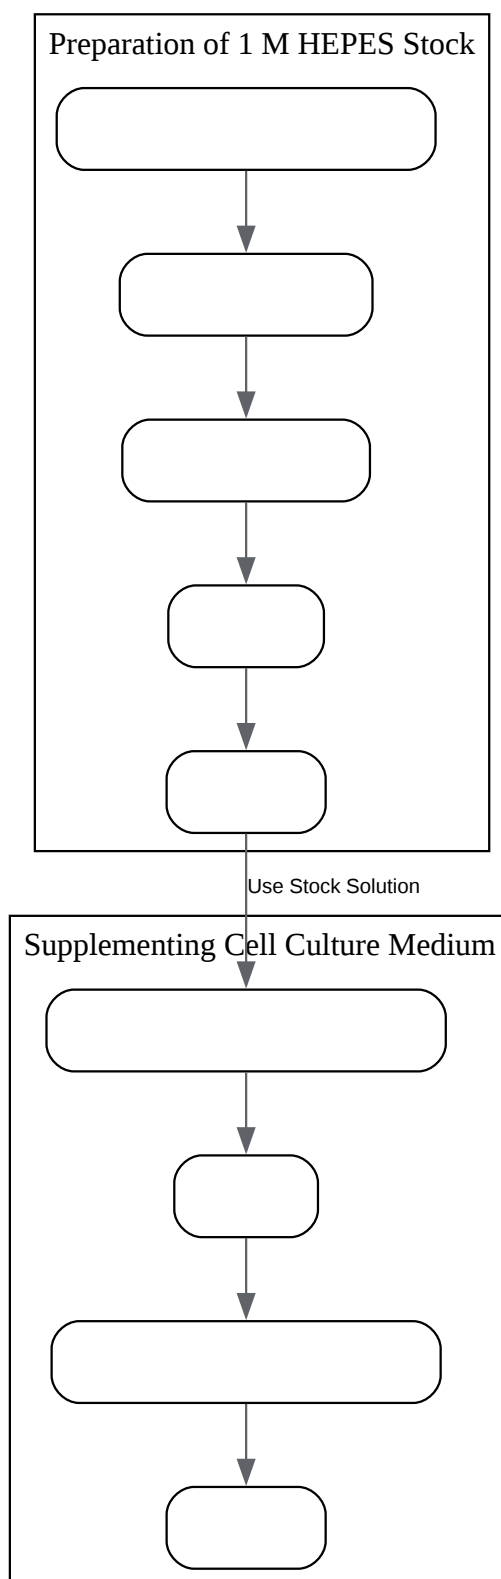 Preparation of 1 M HEPES Stock
Use Stock Solution
Supplementing Cell Culture Medium